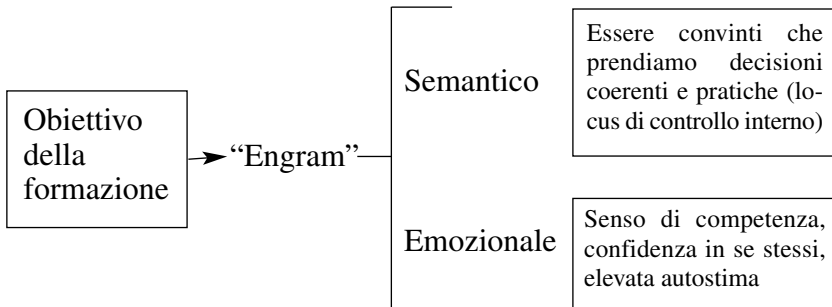 Obiettivo
della
formazione
“Engram”
Semantico
Essere convinti che
prendiamo decisioni
coerenti e pratiche (lo-
cus di controllo interno)
Emozionale
Senso di competenza,
confidenza in se stessi,
elevata autostima